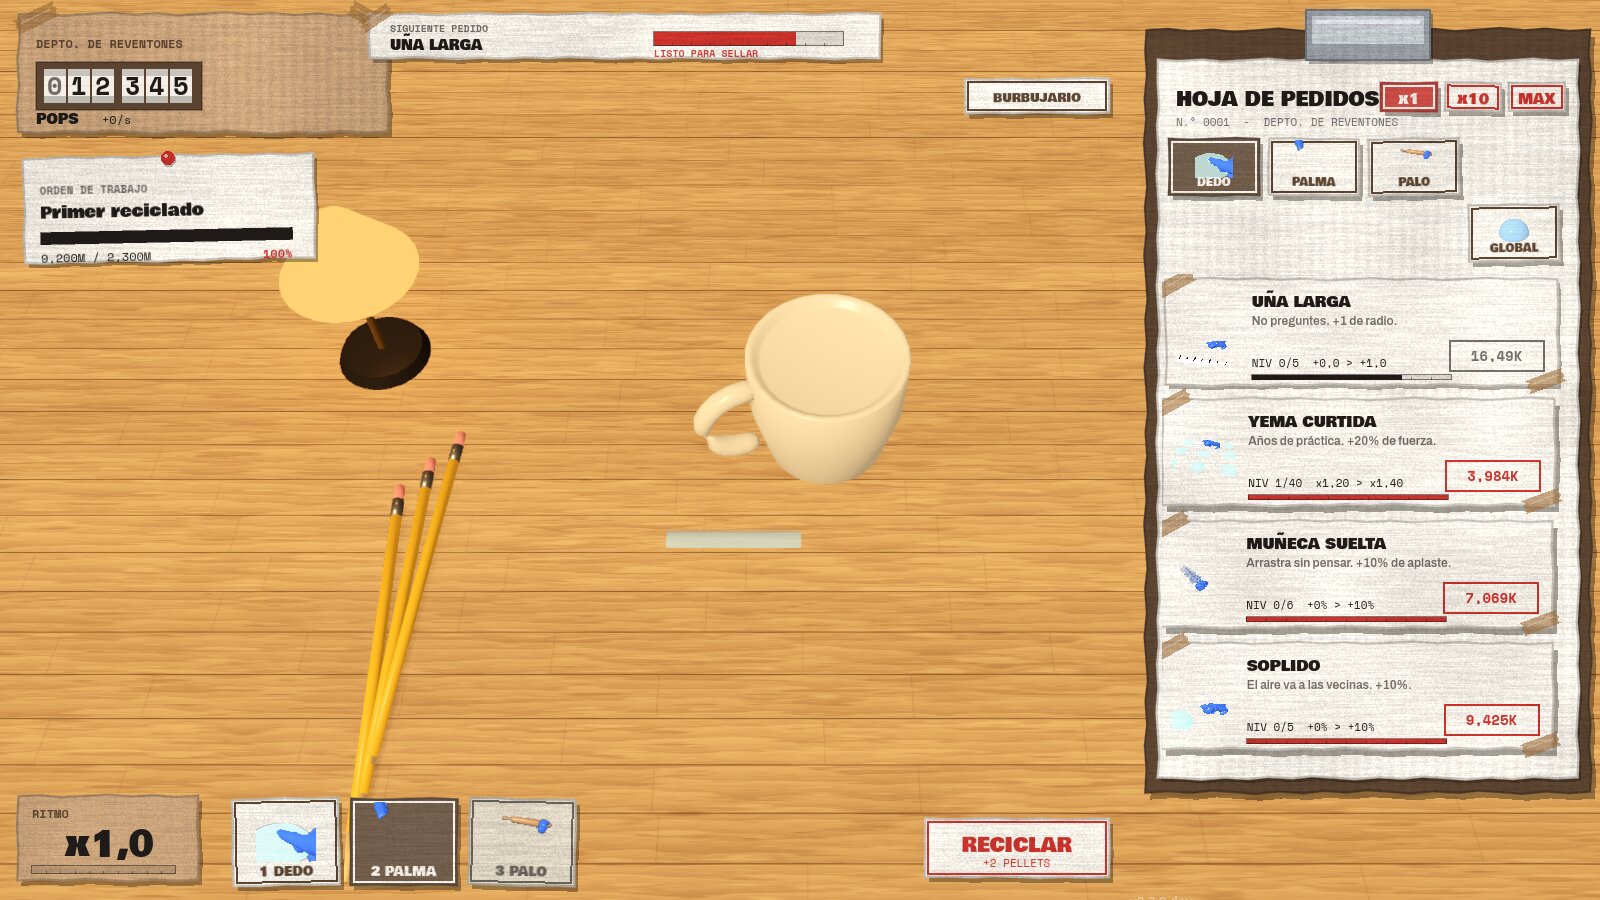 DEPTO. DE REVENTONES
012345
POPS +0/s
SIGUIENTE PEDIDO
UÑA LARGA
LISTO PARA SELLAR
BURBUJARIO
ORDEN DE TRABAJO
Primer reciclado
9,200M / 2,300M 100%
HOJA DE PEDIDOS x1 x10 MAX
N.° 0001 - DEPTO. DE REVENTONES
DEDO PALMA PALO
GLOBAL
UÑA LARGA
No preguntes. +1 de radio.
NIV 0/5 +0,0 > +1,0 16,49K
YEMA CURTIDA
Años de práctica. +20% de fuerza.
NIV 1/40 x1,20 > x1,40 3,984K
MUÑECA SUELTA
Arrastra sin pensar. +10% de aplaste.
NIV 0/6 +0% > +10% 7,069K
SOPLIDO
El aire va a las vecinas. +10%.
NIV 0/5 +0% > +10% 9,425K
RITMO
x1,0
1 DEDO 2 PALMA 3 PALO
RECICLAR
+2 PELLETS